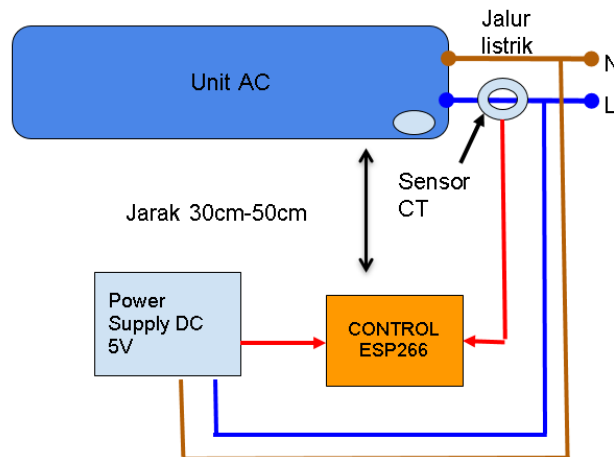 Jalur
listrik
N
Unit AC
L
Sensor
CT
Jarak 30cm-50cm
Power
Supply DC
5V
CONTROL
ESP266